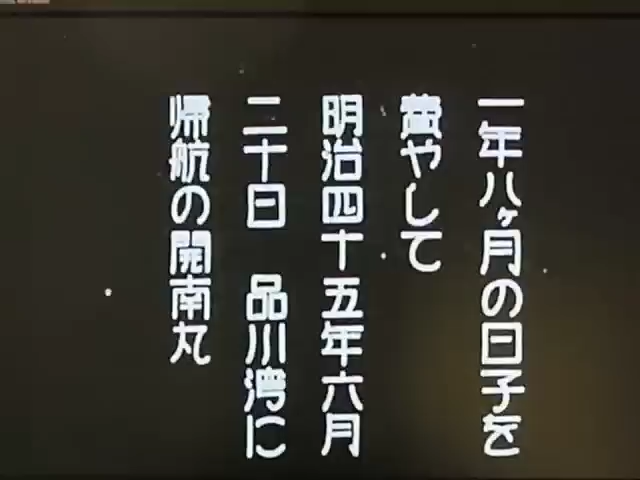 一年八ヶ月の日子を
費やして
明治四十五年六月
二十日 品川湾に
帰航の開南丸